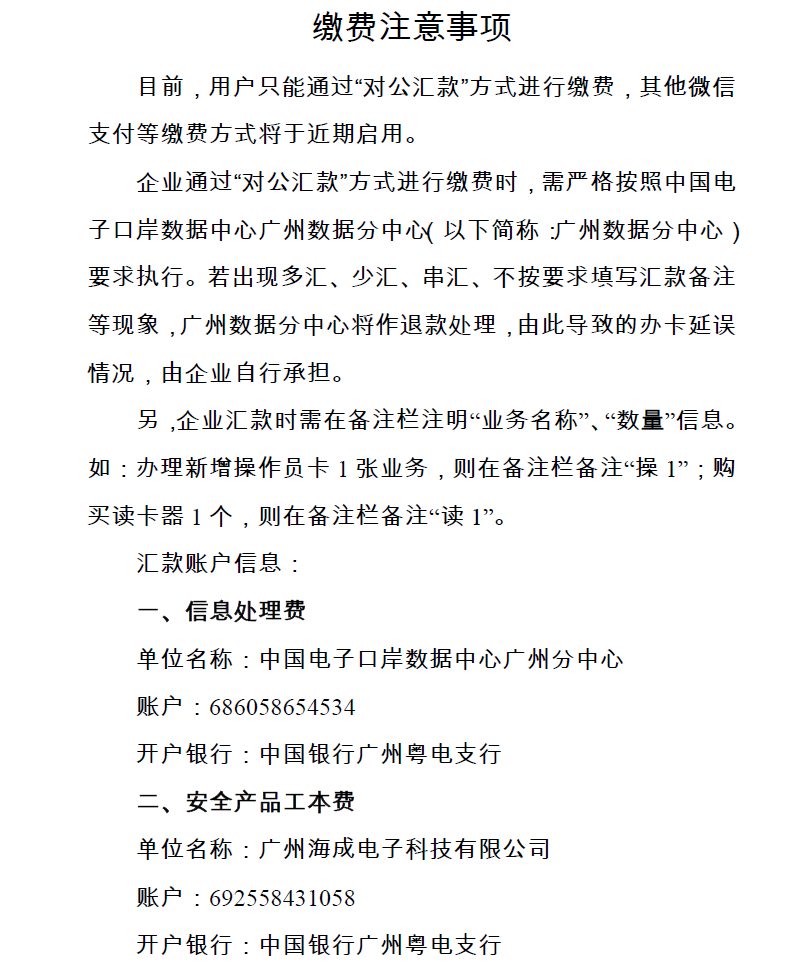 缴费注意事项
目前，用户只能通过“对公汇款”方式进行缴费，其他微信
支付等缴费方式将于近期启用。
企业通过“对公汇款”方式进行缴费时，需严格按照中国电
子口岸数据中心广州数据分中心（以下简称：广州数据分中心）
要求执行。若出现多汇、少汇、串汇、不按要求填写汇款备注
等现象，广州数据分中心将作退款处理，由此导致的办卡延误
情况，由企业自行承担。
另，企业汇款时需在备注栏注明“业务名称”、“数量”信息。
如：办理新增操作员卡 1 张业务，则在备注栏备注“操 1”；购
买读卡器 1 个，则在备注栏备注“读 1”。
汇款账户信息：
一、信息处理费
单位名称：中国电子口岸数据中心广州分中心
账户：686058654534
开户银行：中国银行广州粤电支行
二、安全产品工本费
单位名称：广州海成电子科技有限公司
账户：692558431058
开户银行：中国银行广州粤电支行